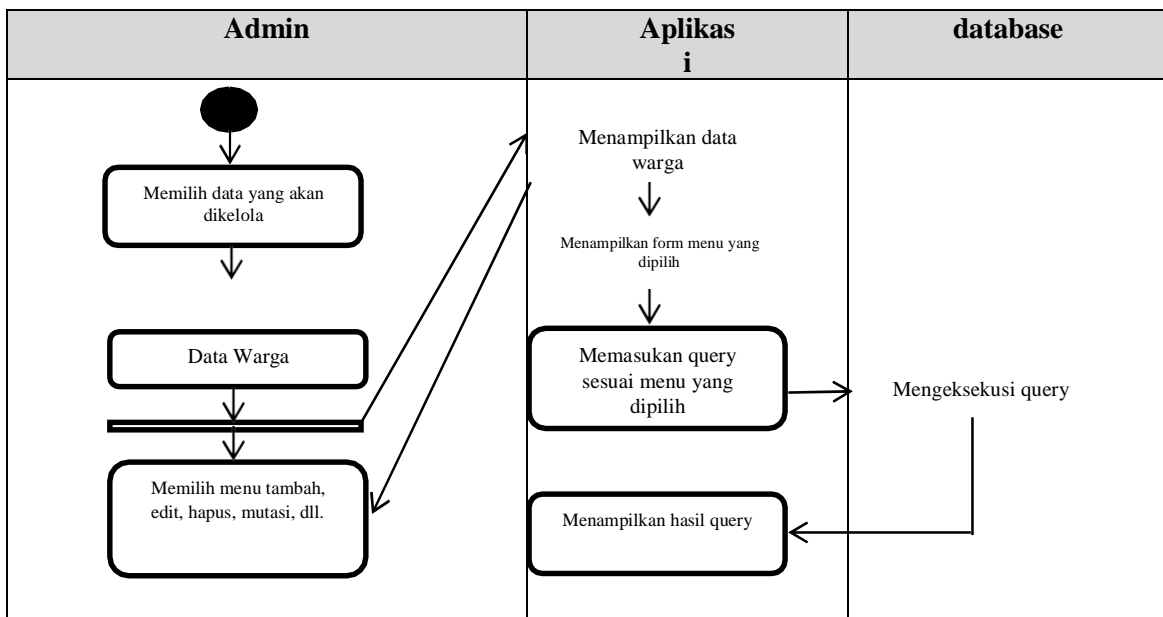 Admin
Aplikas
i
database
Memilih data yang akan
dikelola
Data Warga
Memilih menu tambah,
edit, hapus, mutasi, dll.
Menampilkan data
warga
Menampilkan form menu yang
dipilih
Memasukan query
sesuai menu yang
dipilih
Menampilkan hasil query
Mengeksekusi query